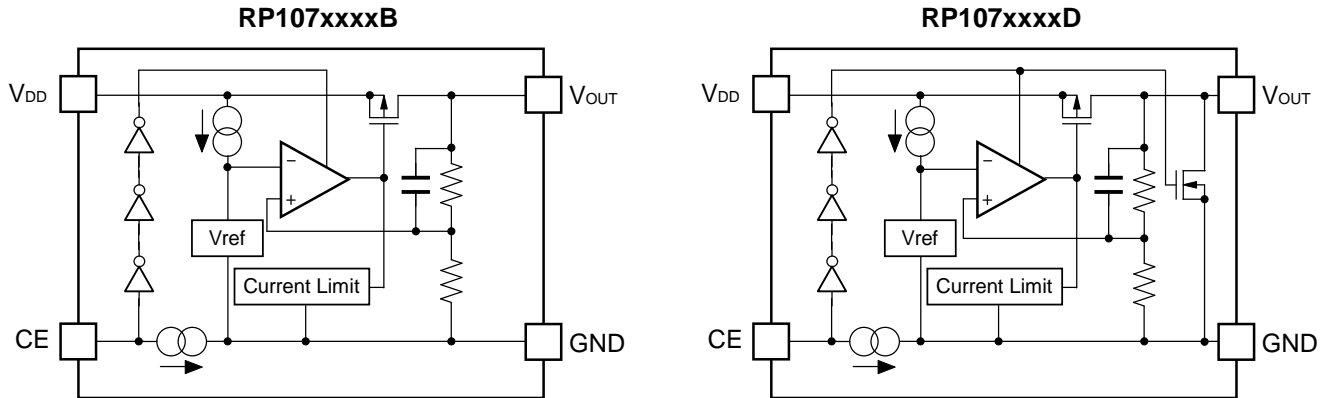 RP107xxxxB
VDD
VOUT
−
+
Vref
Current Limit
CE
GND
RP107xxxxD
VDD
VOUT
−
+
Vref
Current Limit
CE
GND